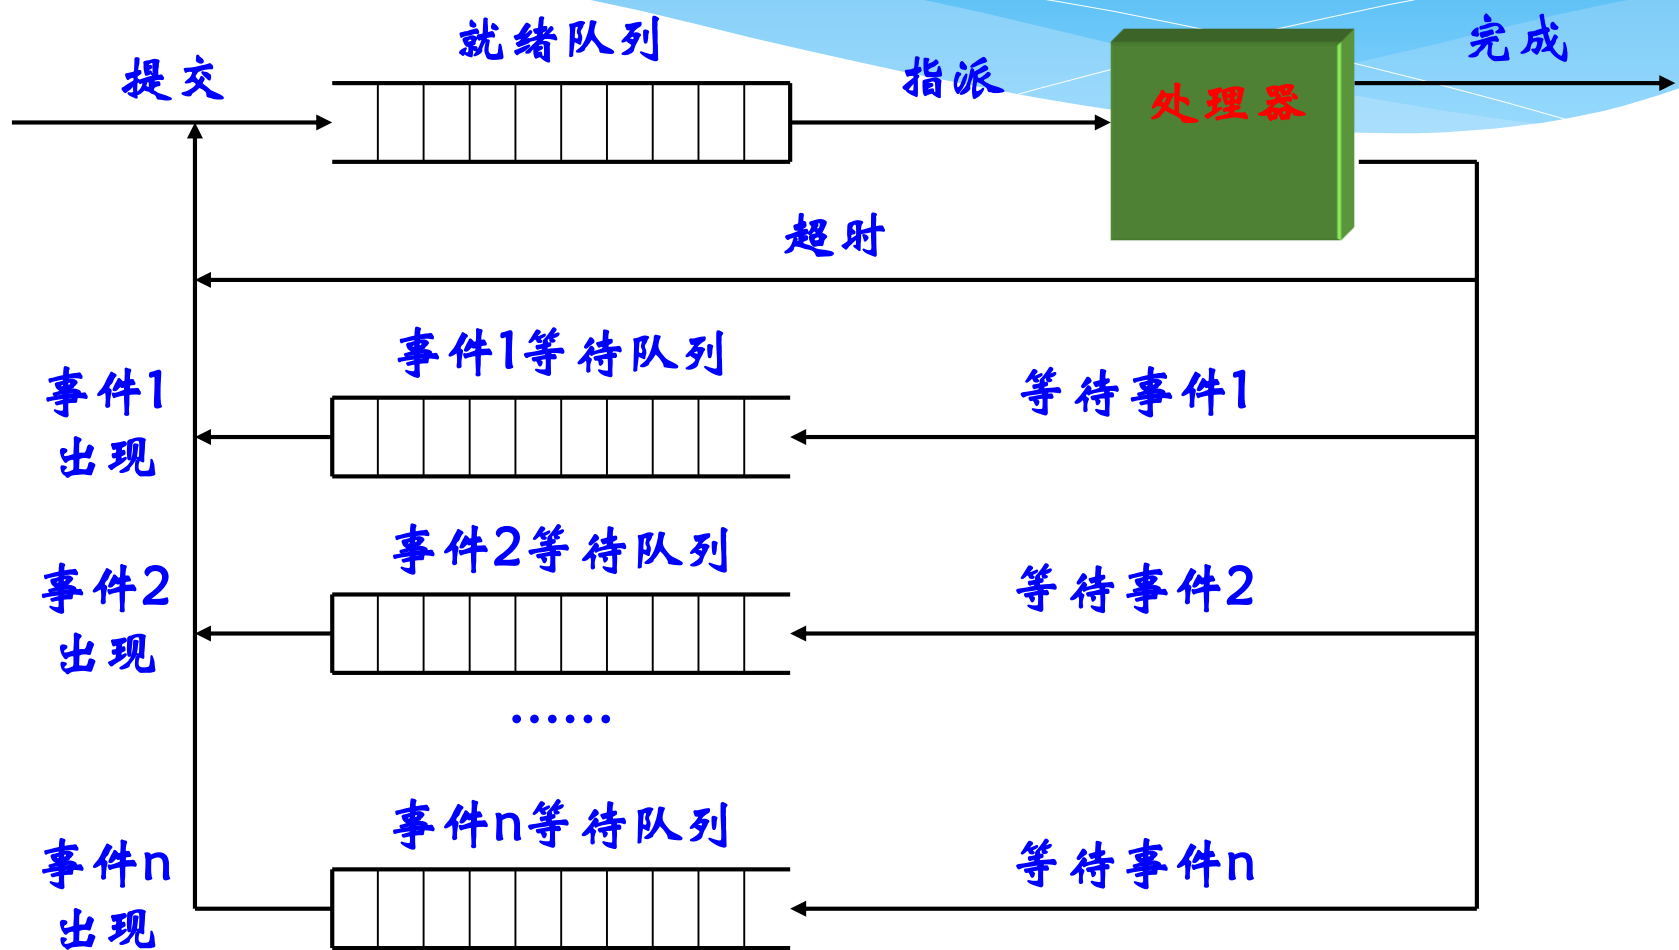 就绪队列
完成
提交
指派
处理器
超时
事件1等待队列
事件1
出现
等待事件1
事件2等待队列
事件2
出现
等待事件2
……
事件n等待队列
事件n
出现
等待事件n